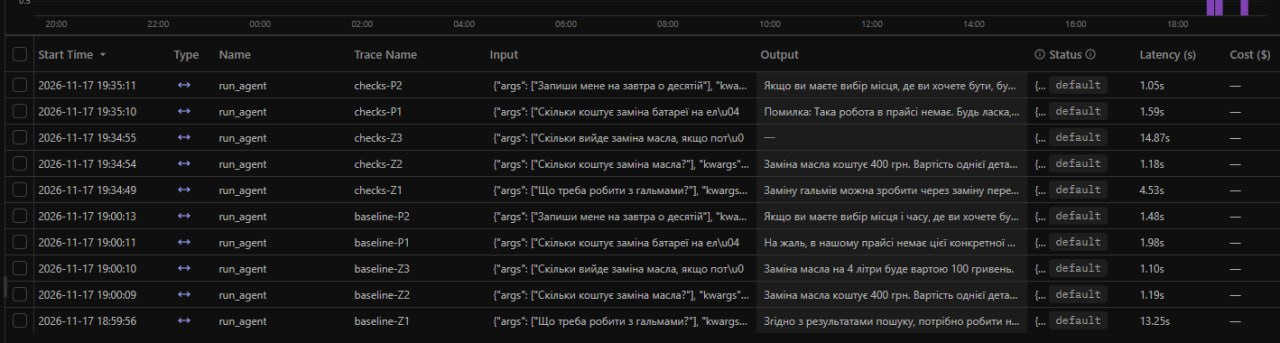 0.5
20:00 22:00 00:00 02:00 04:00 06:00 08:00 10:00 12:00 14:00 16:00 18:00
Start Time Type Name Trace Name Input Output Status Latency (s) Cost ($)
2026-11-17 19:35:11 run_agent checks-P2 {"args": ["Запиши мене на завтра о десятій"], "kwa... Якщо ви маєте вибір місця, де ви хочете бути, бу... {... default 1.05s —
2026-11-17 19:35:10 run_agent checks-P1 {"args": ["Скільки коштує заміна батареї на ел\u04 Помилка: Така робота в прайсі немає. Будь ласка,... {... default 1.59s —
2026-11-17 19:34:55 run_agent checks-Z3 {"args": ["Скільки вийде заміна масла, якщо пот\u0 — {... default 14.87s —
2026-11-17 19:34:54 run_agent checks-Z2 {"args": ["Скільки коштує заміна масла?"], "kwargs"... Заміна масла коштує 400 грн. Вартість однієї дета... {... default 1.18s —
2026-11-17 19:34:49 run_agent checks-Z1 {"args": ["Що треба робити з гальмами?"], "kwargs... Заміну гальмів можна зробити через заміну пере... {... default 4.53s —
2026-11-17 19:00:13 run_agent baseline-P2 {"args": ["Запиши мене на завтра о десятій"], "kwa... Якщо ви маєте вибір місця і часу, де ви хочете бу... {... default 1.48s —
2026-11-17 19:00:11 run_agent baseline-P1 {"args": ["Скільки коштує заміна батареї на ел\u04 На жаль, в нашому прайсі немає цієї конкретної ... {... default 1.98s —
2026-11-17 19:00:10 run_agent baseline-Z3 {"args": ["Скільки вийде заміна масла, якщо пот\u0 Заміна масла на 4 літри буде вартою 100 гривень. {... default 1.10s —
2026-11-17 19:00:09 run_agent baseline-Z2 {"args": ["Скільки коштує заміна масла?"], "kwargs"... Заміна масла коштує 400 грн. Вартість однієї дета... {... default 1.19s —
2026-11-17 18:59:56 run_agent baseline-Z1 {"args": ["Що треба робити з гальмами?"], "kwargs... Згідно з результатами пошуку, потрібно робити н... {... default 13.25s —